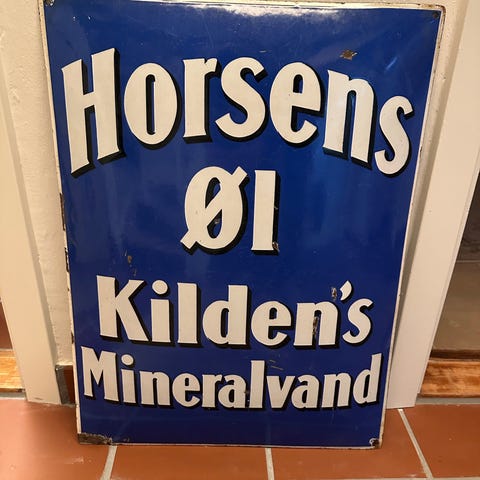 Horsens
Øl
Kilden's
Mineralvand